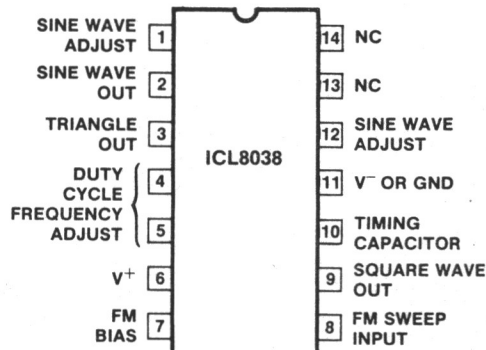 SINE WAVE
ADJUST
1
SINE WAVE
OUT
2
TRIANGLE
OUT
3
DUTY
CYCLE
FREQUENCY
ADJUST
4
5
V+
6
FM
BIAS
7
ICL8038
14
NC
13
NC
12
SINE WAVE
ADJUST
11
V− OR GND
10
TIMING
CAPACITOR
9
SQUARE WAVE
OUT
8
FM SWEEP
INPUT